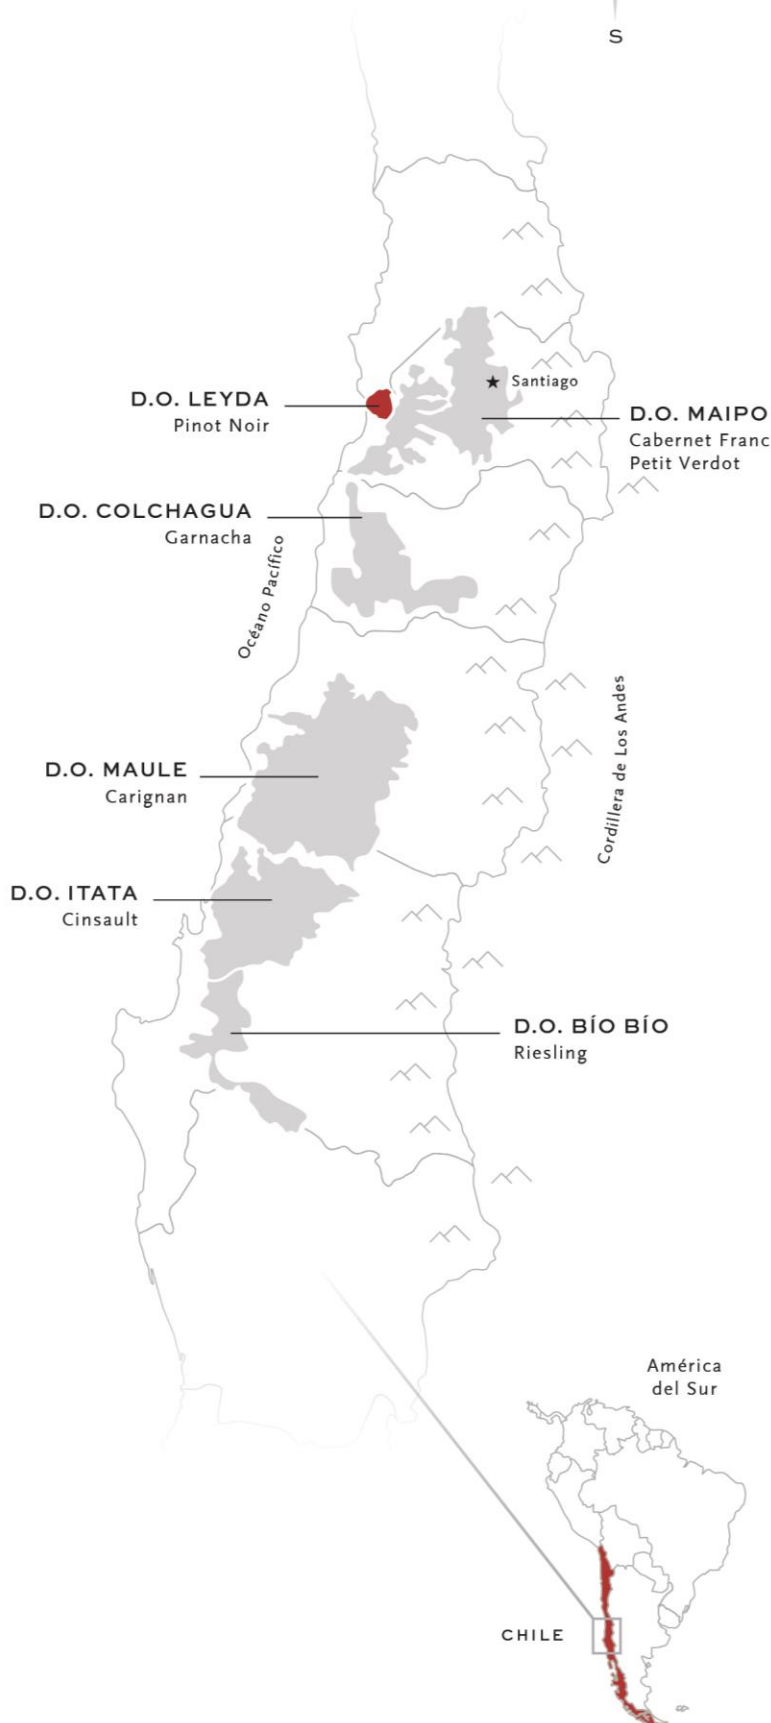 S
Santiago
D.O. LEYDA
Pinot Noir
D.O. MAIPO
Cabernet Franc
Petit Verdot
D.O. COLCHAGUA
Garnacha
Océano Pacífico
Cordillera de Los Andes
D.O. MAULE
Carignan
D.O. ITATA
Cinsault
D.O. BÍO BÍO
Riesling
América
del Sur
CHILE